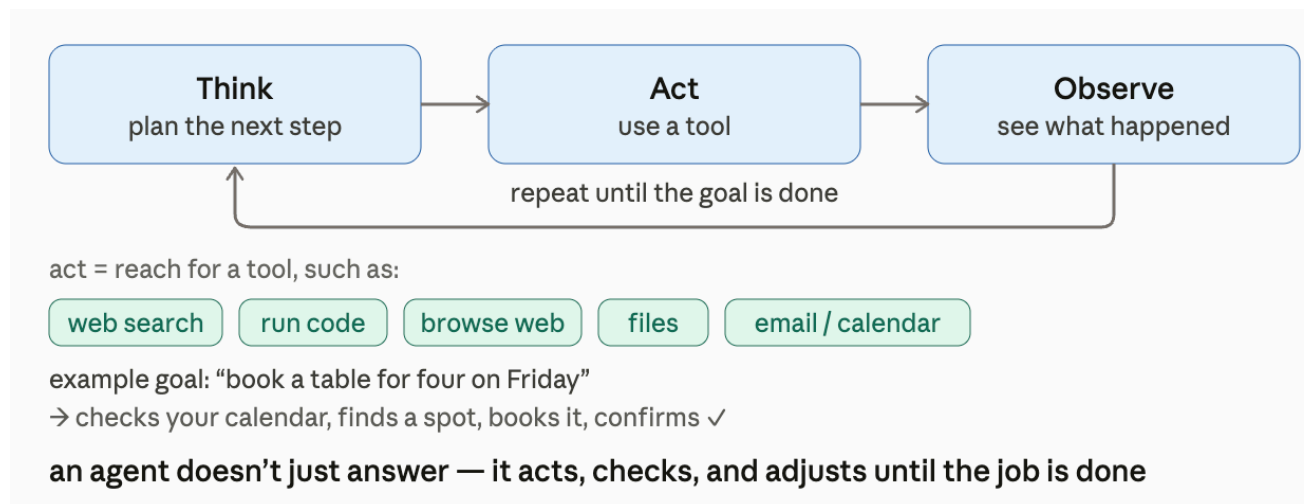 Think
plan the next step
Act
use a tool
Observe
see what happened
repeat until the goal is done
act = reach for a tool, such as:
web search
run code
browse web
files
email / calendar
example goal: “book a table for four on Friday”
→ checks your calendar, finds a spot, books it, confirms ✓
an agent doesn’t just answer — it acts, checks, and adjusts until the job is done